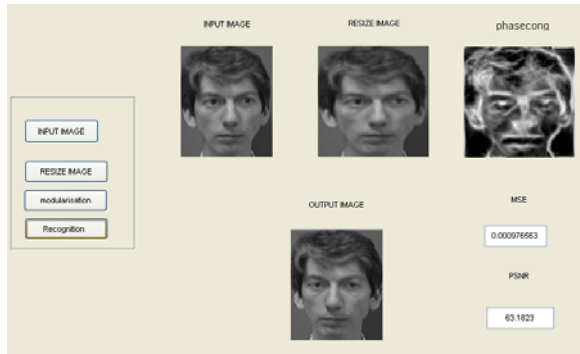 INPUT IMAGE
RESIZE IMAGE
phasecong
INPUT IMAGE
RESIZE IMAGE
modularisation
Recognition
OUTPUT IMAGE
MSE
0.000976563
PSNR
63.1823